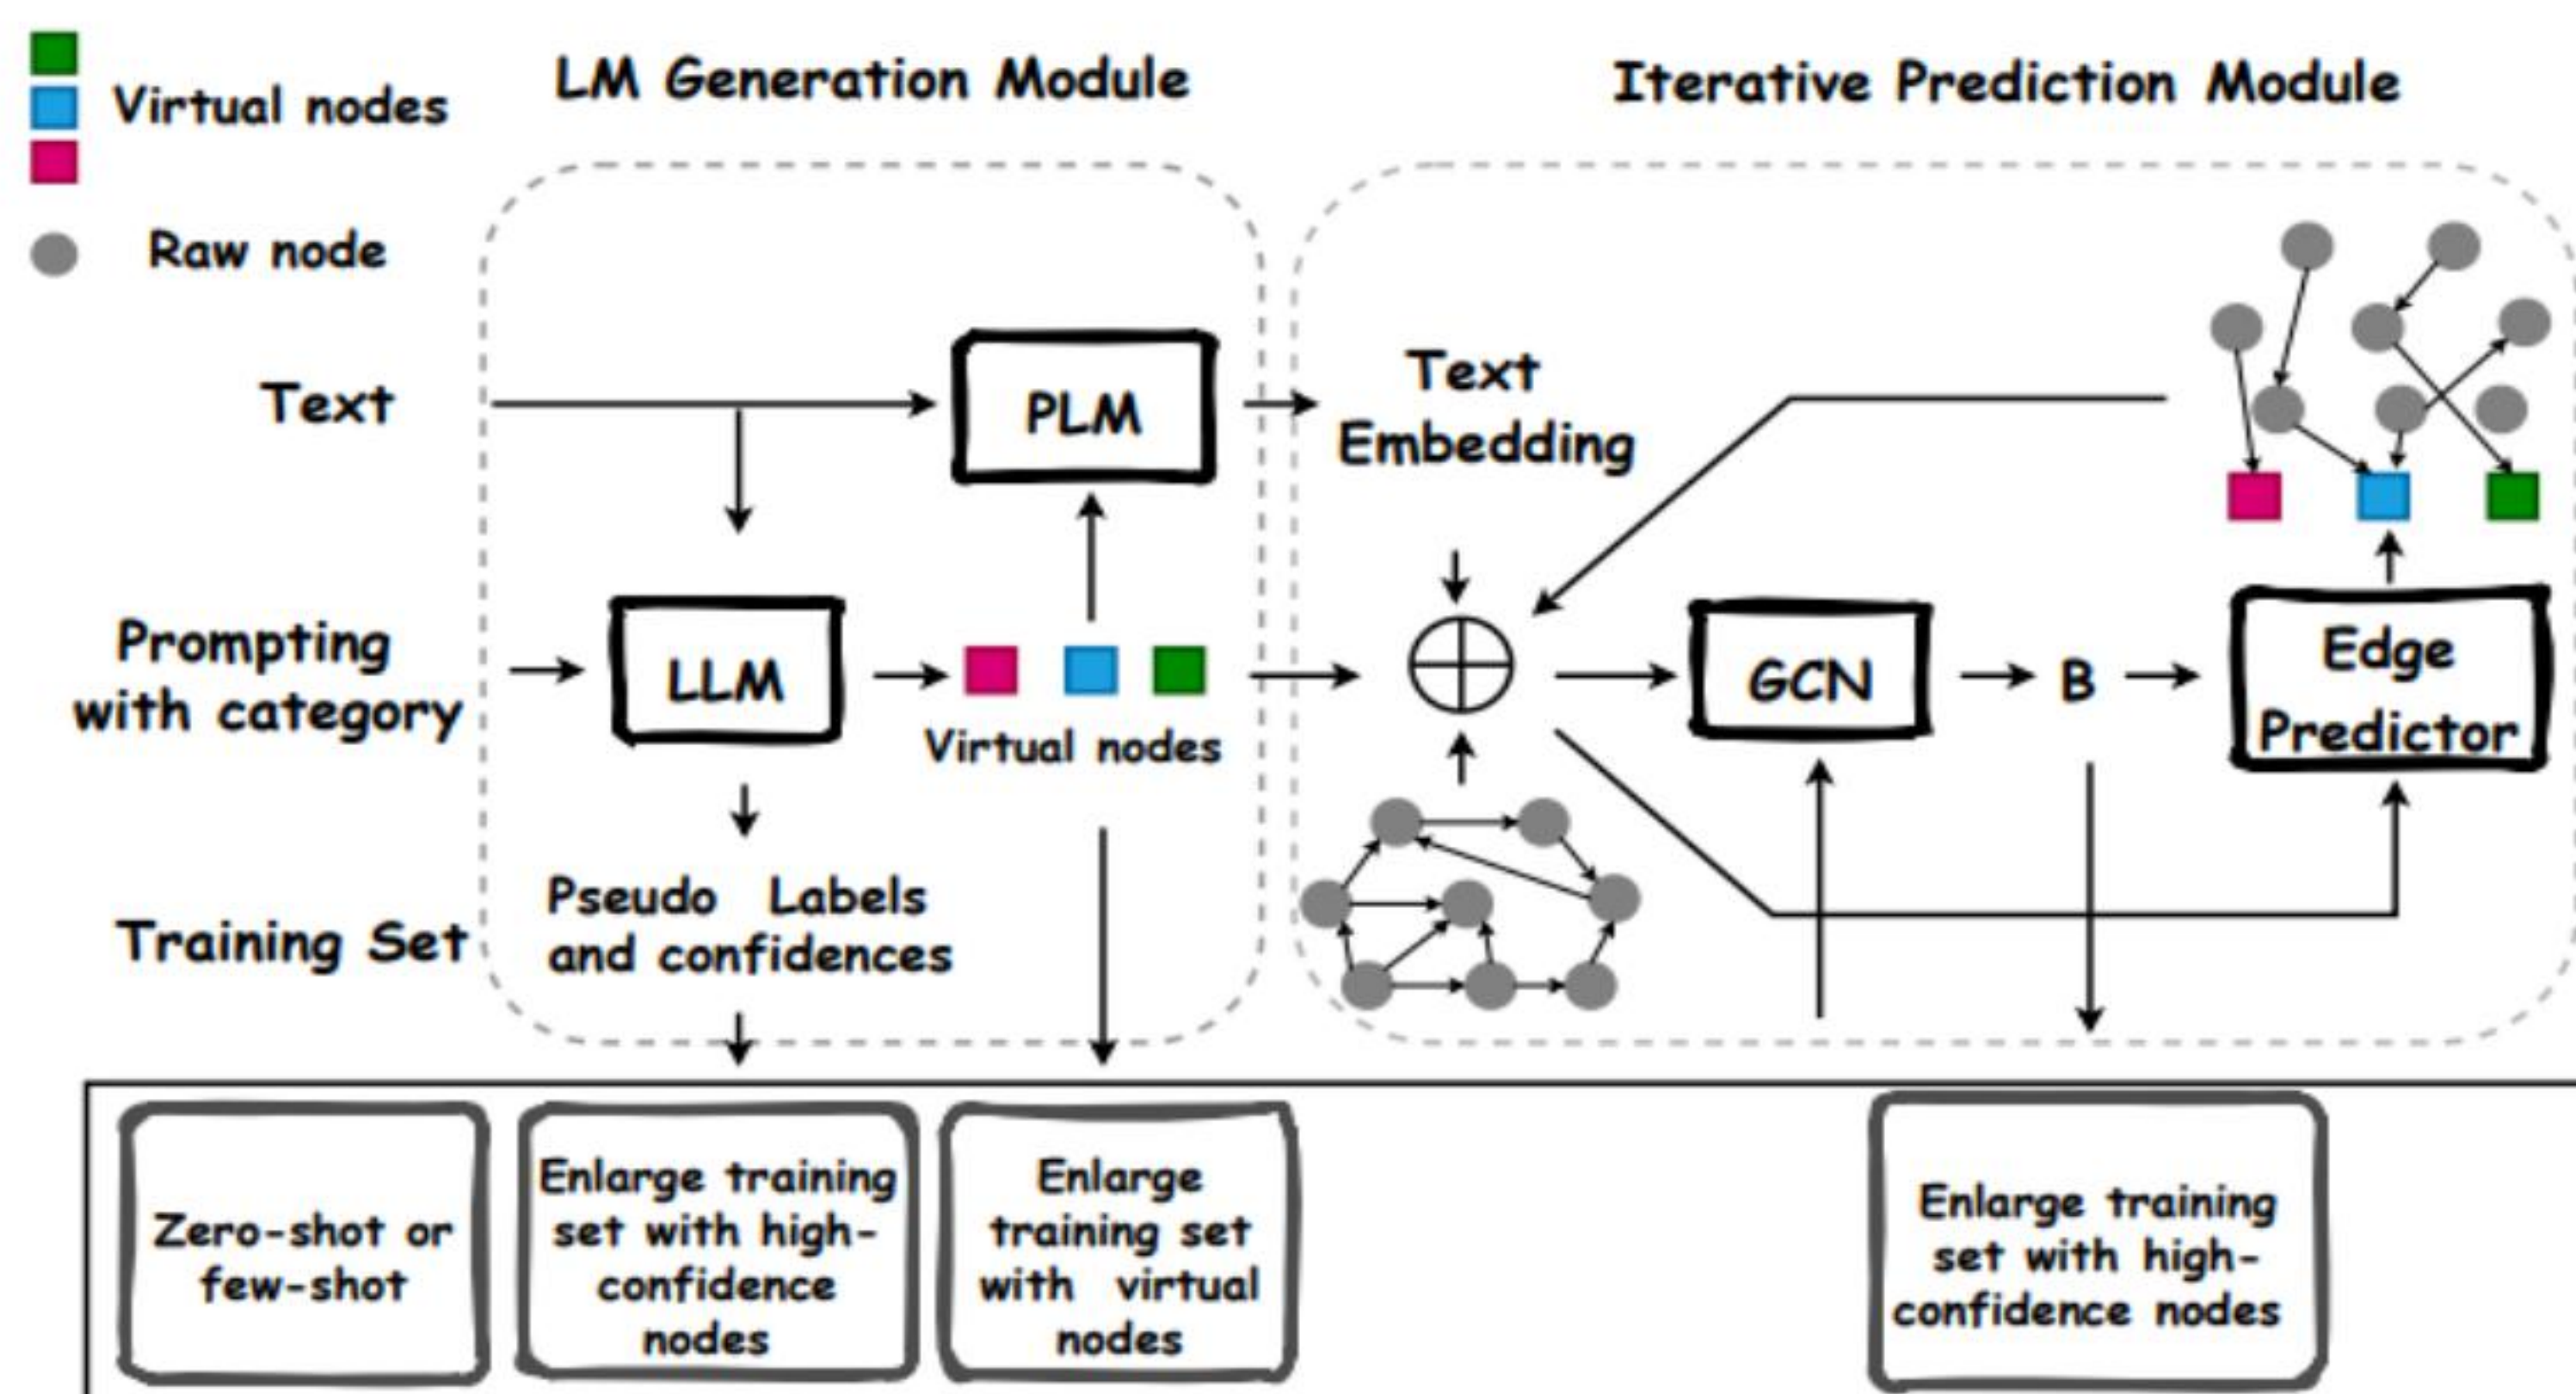 LM Generation Module
Iterative Prediction Module
Virtual nodes
Raw node
Text
PLM
Text
Embedding
Prompting
with category
LLM
Virtual nodes
GCN
B
Edge
Predictor
Training Set
Pseudo Labels
and confidences
Zero-shot or
few-shot
Enlarge training
set with high-
confidence
nodes
Enlarge
training set
with virtual
nodes
Enlarge training
set with high-
confidence nodes